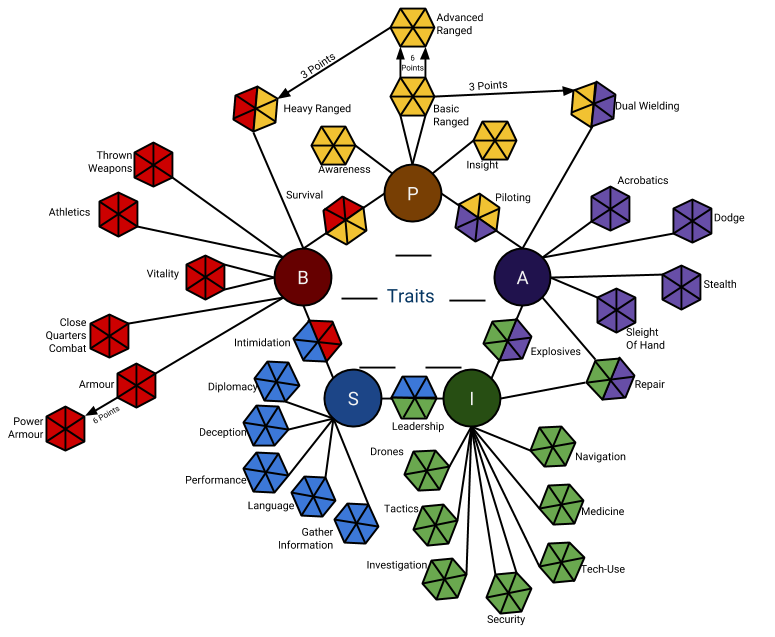 Advanced
Ranged
3 Points
6
Points
3 Points
Heavy Ranged
Basic
Ranged
Dual Wielding
Thrown
Weapons
Awareness
Insight
Acrobatics
Survival
P
Piloting
Athletics
Dodge
Vitality
B
A
Stealth
Traits
Close
Quarters
Combat
Sleight
Of Hand
Intimidation
Explosives
Armour
6 Points
Diplomacy
S
I
Repair
Power
Armour
Deception
Leadership
Drones
Navigation
Performance
Language
Tactics
Medicine
Gather
Information
Investigation
Tech-Use
Security